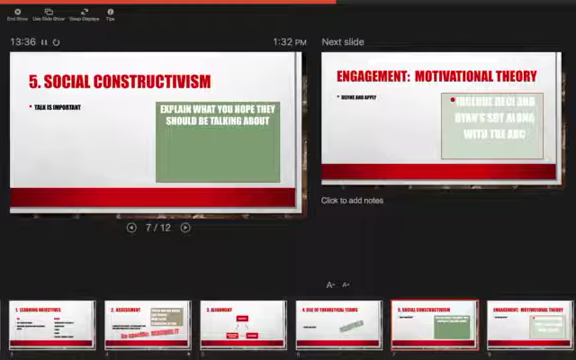 End Show
Use Slide Show
Swap Displays
Tips
13:36
1:32 PM
Next slide
5. SOCIAL CONSTRUCTIVISM
TALK IS IMPORTANT
EXPLAIN WHAT YOU HOPE THEY
SHOULD BE TALKING ABOUT
ENGAGEMENT: MOTIVATIONAL THEORY
DEFINE AND APPLY
INCLUDE DECI AND
RYAN'S SDT ALONG
WITH THE ABC
Click to add notes
7/12
1. LEARNING OBJECTIVES
2. ASSESSMENT
3. ALIGNMENT
4. USE OF THEORETICAL TERMS
5. SOCIAL CONSTRUCTIVISM
ENGAGEMENT: MOTIVATIONAL THEORY